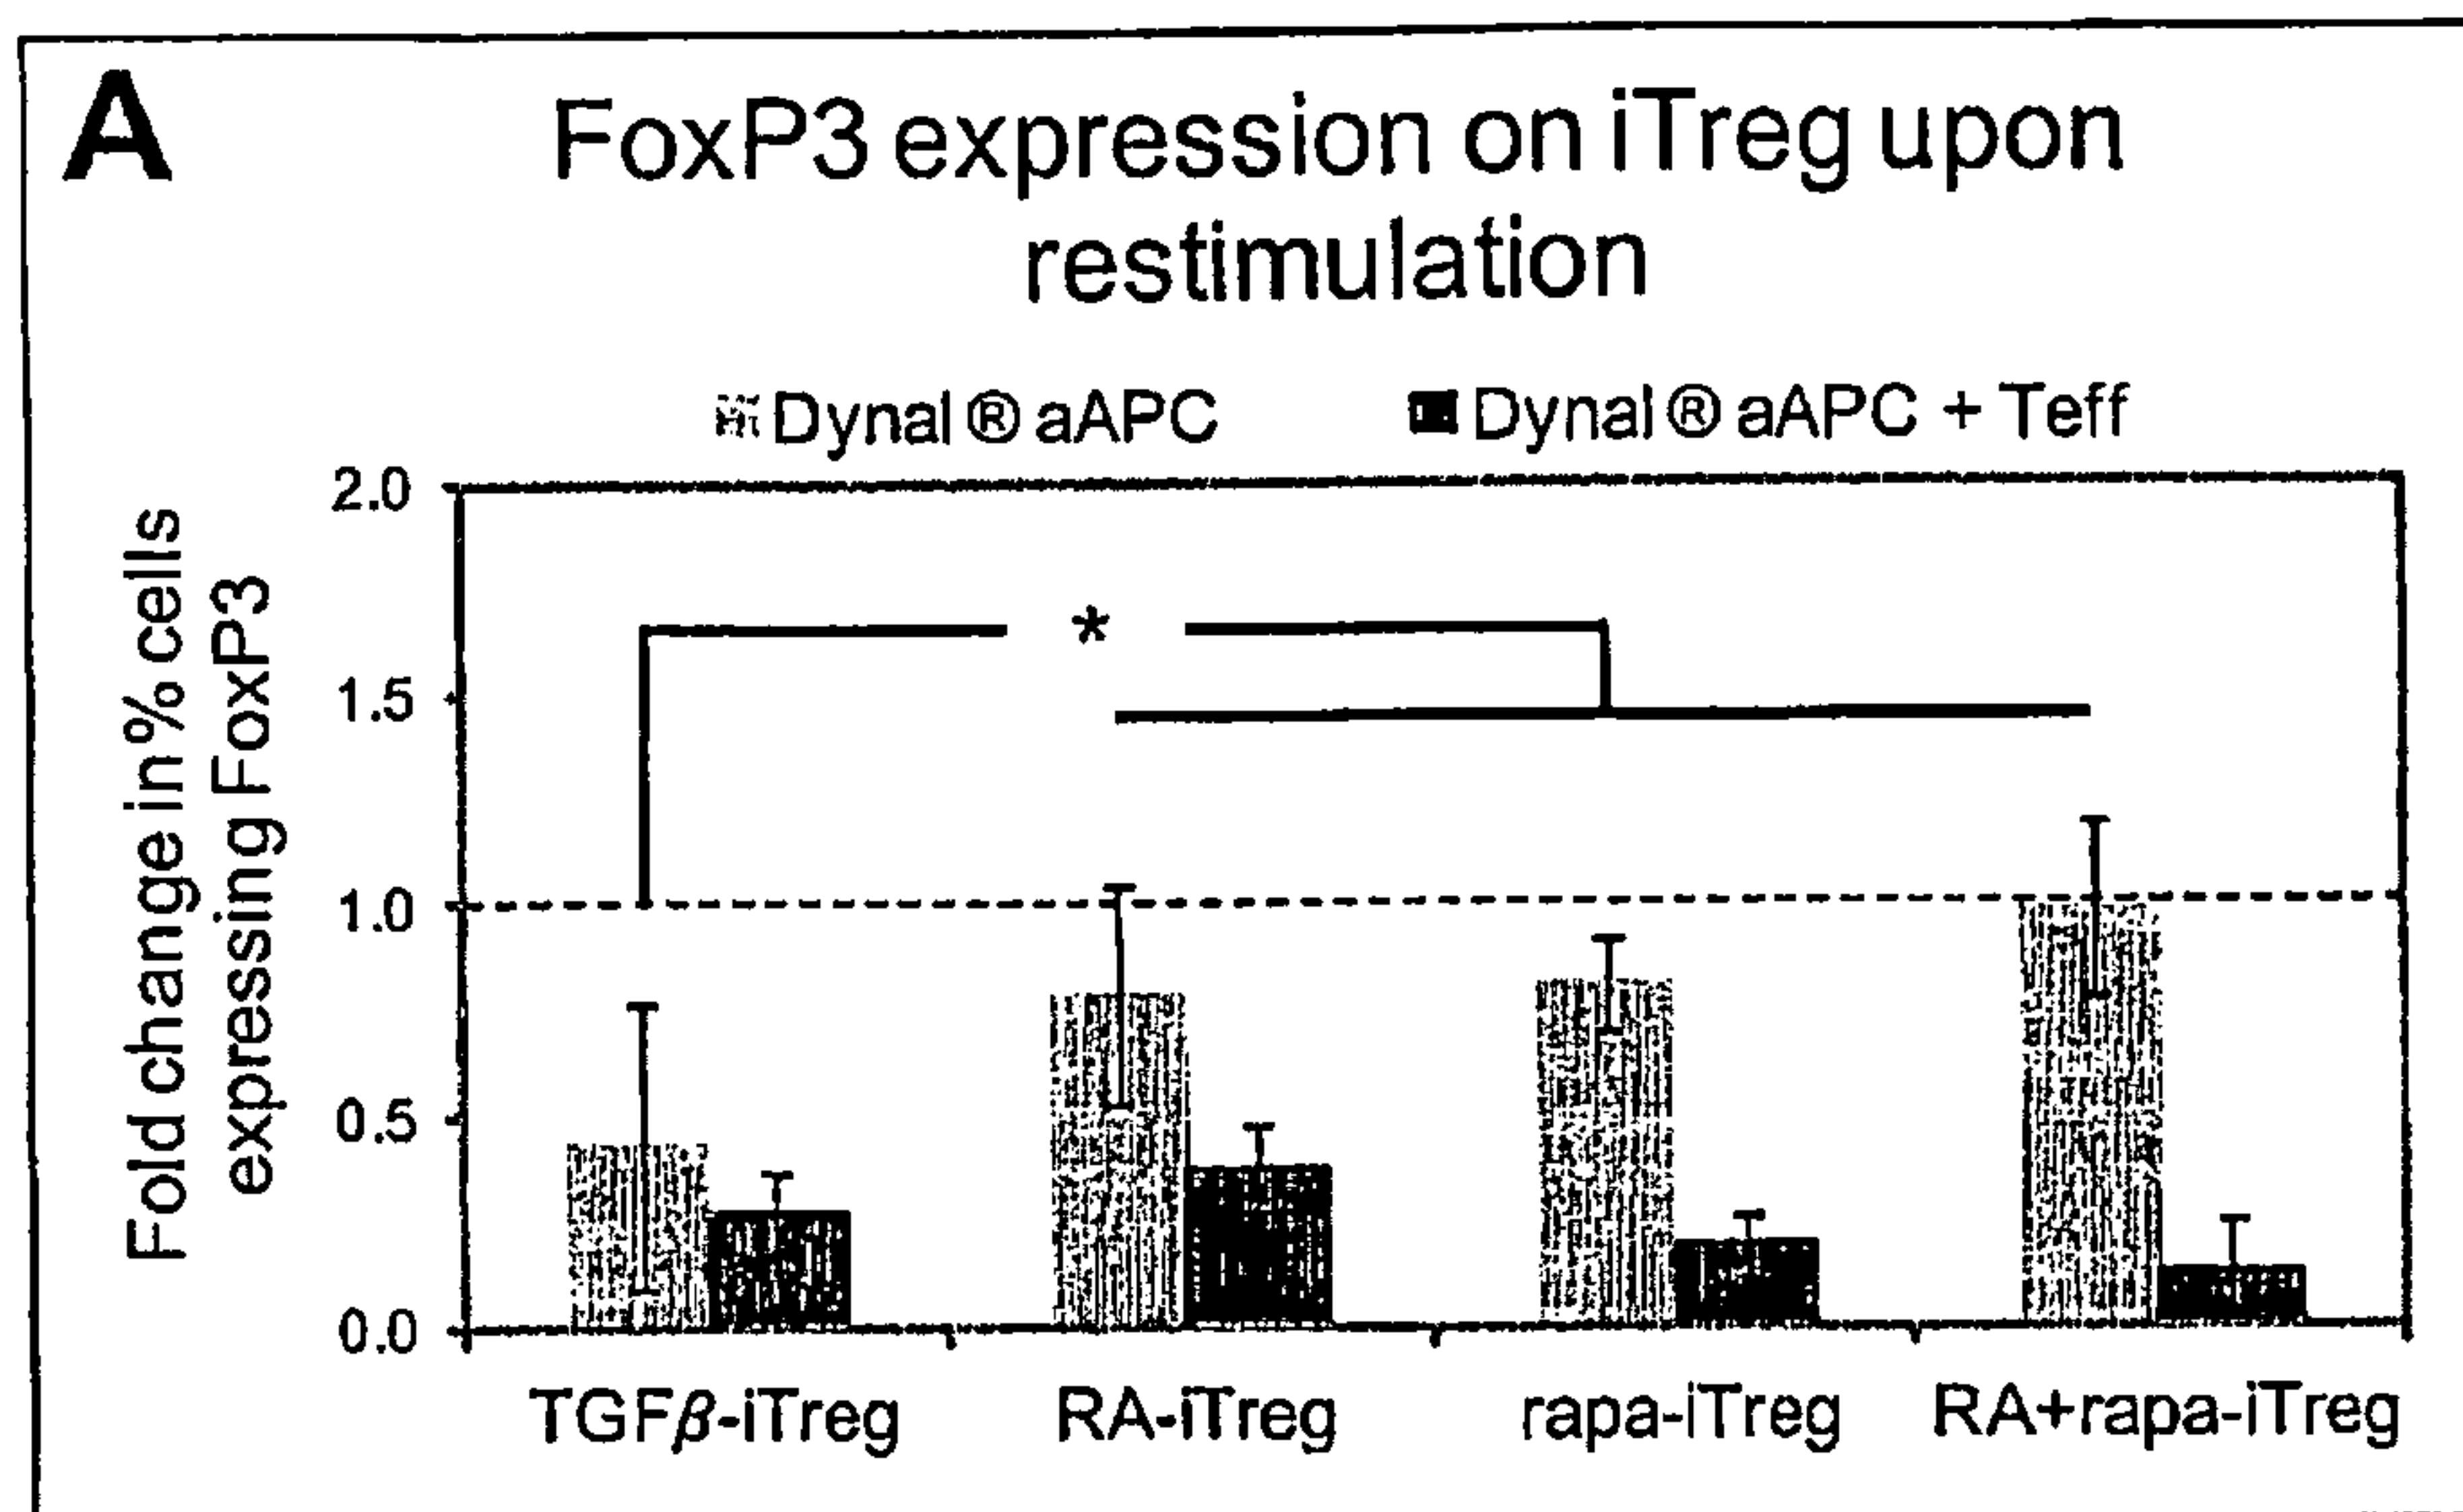 A
FoxP3 expression on iTreg upon
restimulation
Dynal® aAPC
Dynal® aAPC + Teff
Fold change in % cells
expressing FoxP3
2.0
1.5
1.0
0.5
0.0
*
TGFβ-iTreg
RA-iTreg
rapa-iTreg
RA+rapa-iTreg